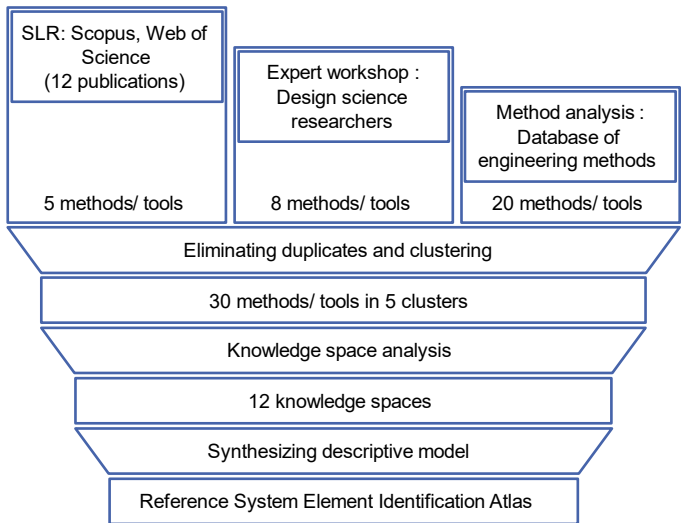 SLR: Scopus, Web of
Science
(12 publications)
5 methods/ tools
Expert workshop :
Design science
researchers
8 methods/ tools
Method analysis :
Database of
engineering methods
20 methods/ tools
Eliminating duplicates and clustering
30 methods/ tools in 5 clusters
Knowledge space analysis
12 knowledge spaces
Synthesizing descriptive model
Reference System Element Identification Atlas